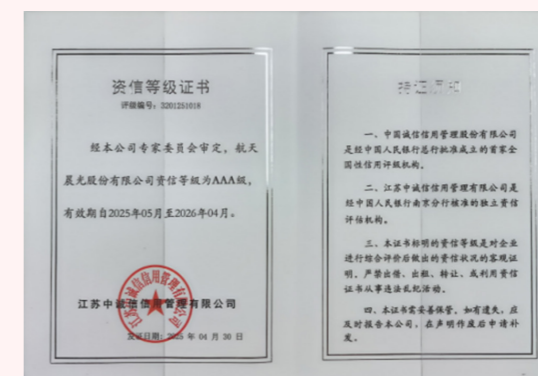 资信等级证书
评级编号：3201251018
经本公司专家委员会审定，航天
晨光股份有限公司资信等级为AAA级，
有效期自2025年05月至2026年04月。
江苏中诚信信用管理有限公司
发证日期：2025 年 04 月 30 日
持证须知
一、中国诚信信用管理股份有限公司
是经中国人民银行总行批准成立的首家全
国性信用评级机构。
二、江苏中诚信信用管理有限公司是
经中国人民银行南京分行核准的独立资信
评估机构。
三、本证书标明的资信等级是对企业
进行综合评价后做出的资信状况的客观证
明，严禁出借、出租、转让、或利用资信
证书从事违法乱纪活动。
四、本证书需妥善保管。如有遗失，应
及时报告本公司，在声明作废后申请补
发。